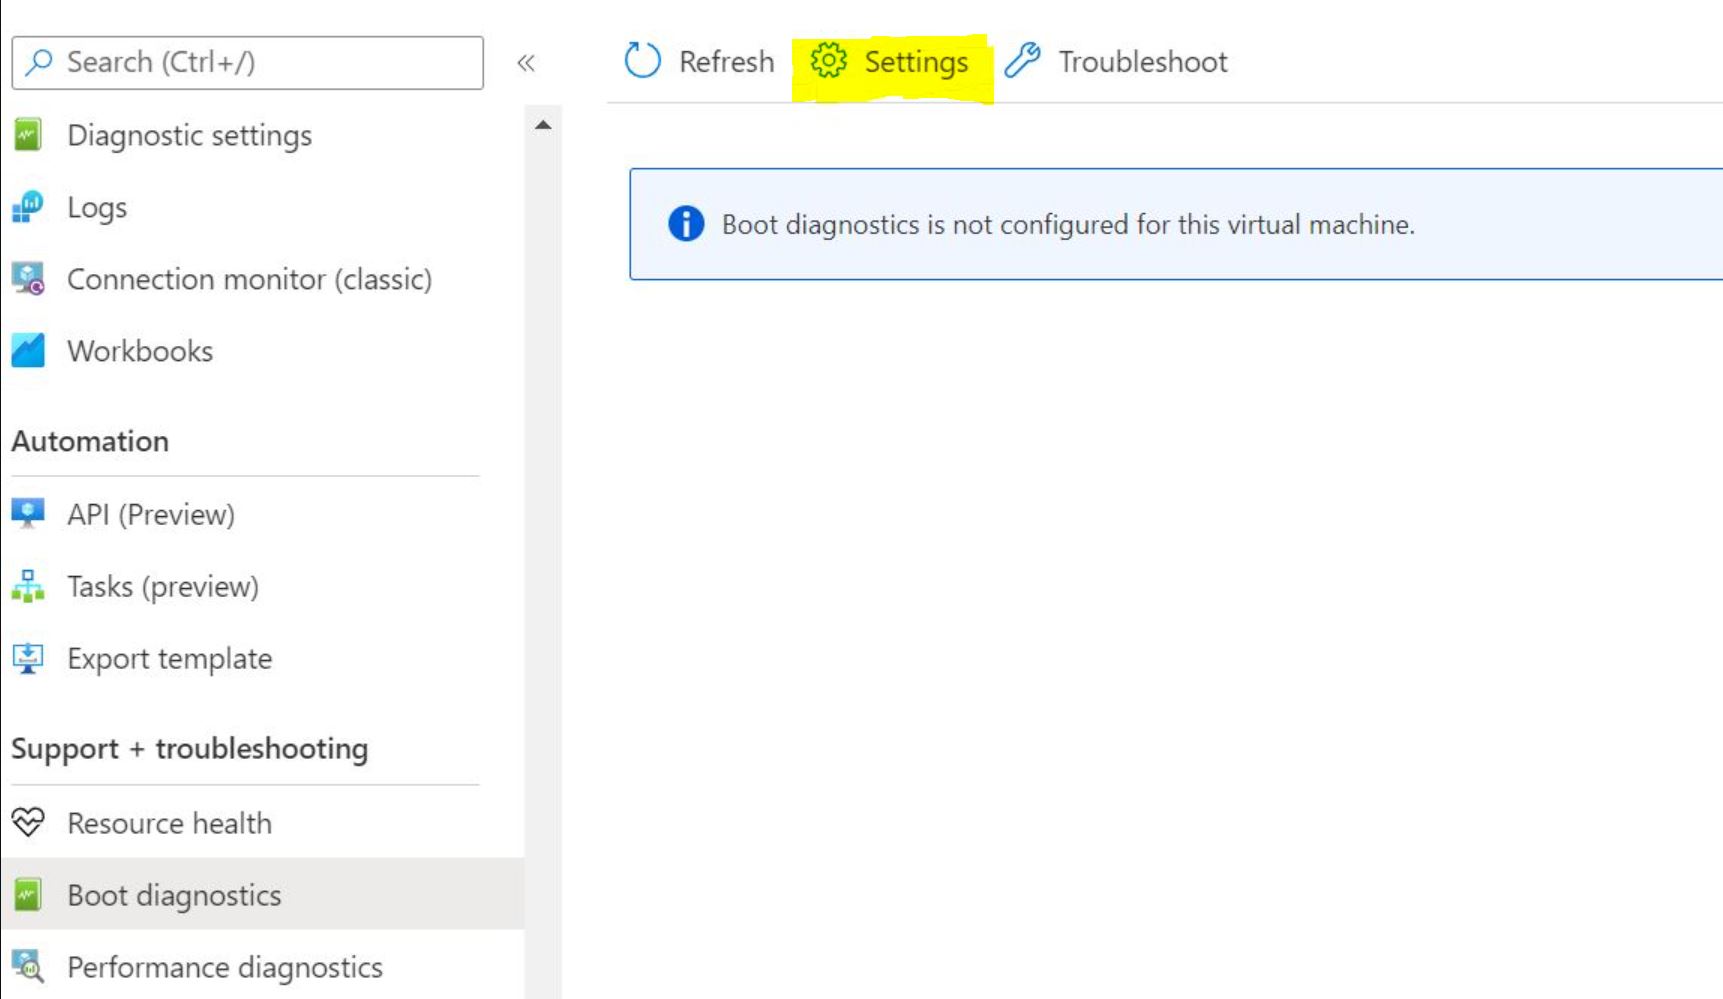 Search (Ctrl+/)
Diagnostic settings
Logs
Connection monitor (classic)
Workbooks
Automation
API (Preview)
Tasks (preview)
Export template
Support + troubleshooting
Resource health
Boot diagnostics
Performance diagnostics
Refresh Settings Troubleshoot
Boot diagnostics is not configured for this virtual machine.